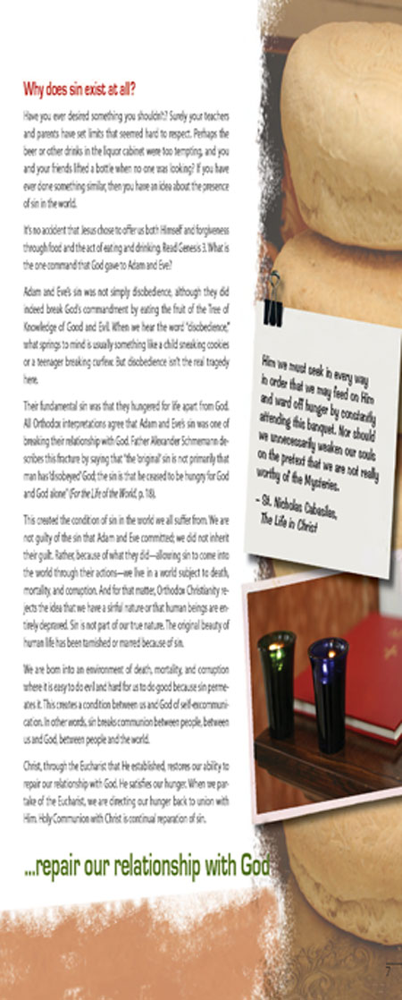 Why does sin exist at all?
Have you ever desired something you shouldn't? Surely your teachers
and parents have set limits that seemed hard to respect. Perhaps the
beer or other drinks in the liquor cabinet were too tempting, and you
and your friends lifted a bottle when no one was looking? If you have
ever done something similar, then you have an idea about the presence
of sin in the world.
It's no accident that Jesus chose to offer us both Himself and forgiveness
through food and the act of eating and drinking. Read Genesis 3. What is
the one command that God gave to Adam and Eve?
Adam and Eve's sin was not simply disobedience, although they did
indeed break God's commandment by eating the fruit of the Tree of
Knowledge of Good and Evil. When we hear the word "disobedience,"
what springs to mind is usually something like a child sneaking cookies
or a teenager breaking curfew. But disobedience isn't the real tragedy
here.
Their fundamental sin was that they hungered for life apart from God.
All Orthodox interpretations agree that Adam and Eve's sin was one of
breaking their relationship with God. Father Alexander Schmemann de-
scribes this fracture by saying that "the 'original' sin is not primarily that
man has 'disobeyed' God; the sin is that he ceased to be hungry for God
and God alone" (For the Life of the World, p. 18).
This created the condition of sin in the world we all suffer from. We are
not guilty of the sin that Adam and Eve committed; we did not inherit
their guilt. Rather, because of what they did—allowing sin to come into
the world through their actions—we live in a world subject to death,
mortality, and corruption. And for that matter, Orthodox Christianity re-
jects the idea that we have a sinful nature or that human beings are en-
tirely depraved. Sin is not part of our true nature. The original beauty of
human life has been tarnished or marred because of sin.
We are born into an environment of death, mortality, and corruption
where it is easy to do evil and hard for us to do good because sin perme-
ates it. This creates a condition between us and God of self-excommuni-
cation. In other words, sin breaks communion between people, between
us and God, between people and the world.
Christ, through the Eucharist that He established, restores our ability to
repair our relationship with God. He satisfies our hunger. When we par-
take of the Eucharist, we are directing our hunger back to union with
Him. Holy Communion with Christ is continual reparation of sin.
...repair our relationship with God
Him we must seek in every way
in order that we may feed on Him
and ward off hunger by constantly
attending this banquet. Nor should
we unnecessarily weaken our souls
on the pretext that we are not really
worthy of the Mysteries.
– St. Nicholas Cabasilas,
The Life in Christ
7